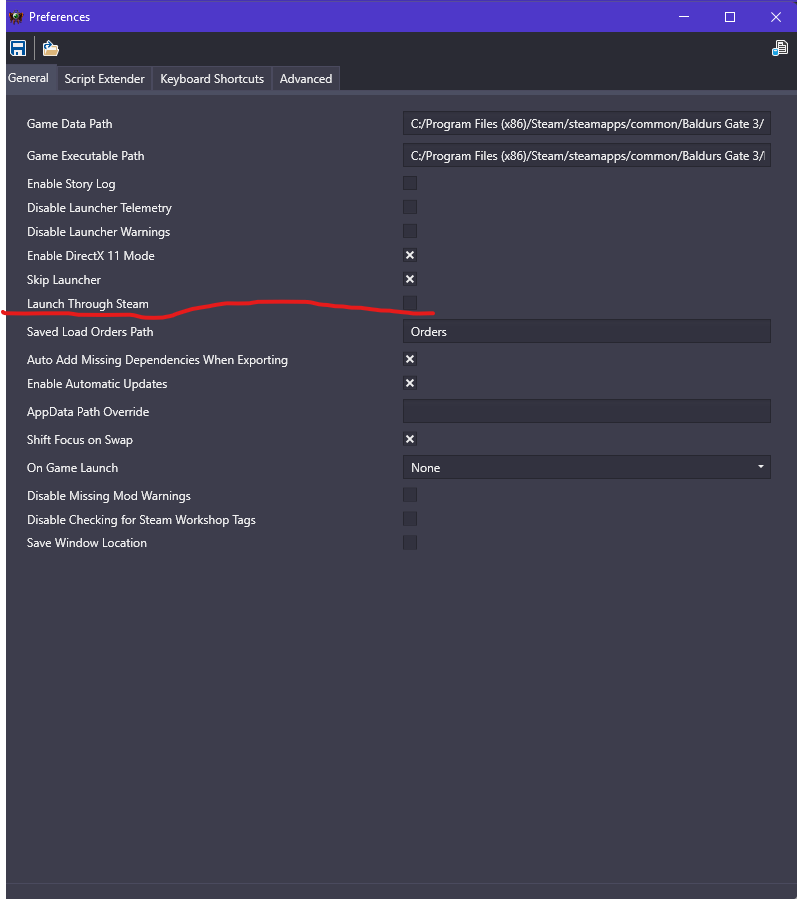 Preferences
General Script Extender Keyboard Shortcuts Advanced
Game Data Path C:/Program Files (x86)/Steam/steamapps/common/Baldurs Gate 3/
Game Executable Path C:/Program Files (x86)/Steam/steamapps/common/Baldurs Gate 3/
Enable Story Log
Disable Launcher Telemetry
Disable Launcher Warnings
Enable DirectX 11 Mode
Skip Launcher
Launch Through Steam
Saved Load Orders Path Orders
Auto Add Missing Dependencies When Exporting
Enable Automatic Updates
AppData Path Override
Shift Focus on Swap
On Game Launch None
Disable Missing Mod Warnings
Disable Checking for Steam Workshop Tags
Save Window Location